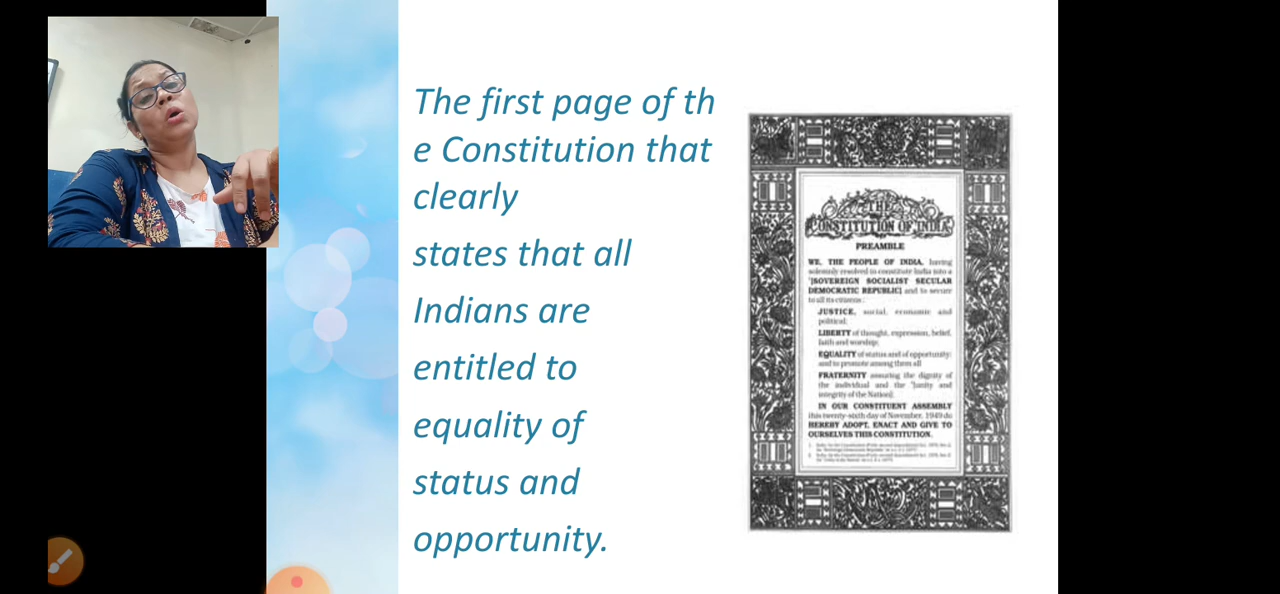 The first page of th
e Constitution that
clearly
states that all
Indians are
entitled to
equality of
status and
opportunity.
THE
CONSTITUTION OF INDIA
PREAMBLE
WE, THE PEOPLE OF INDIA, having
solemnly resolved to constitute India into a
[SOVEREIGN SOCIALIST SECULAR
DEMOCRATIC REPUBLIC] and to secure
to all its citizens:
JUSTICE, social, economic and
political;
LIBERTY of thought, expression, belief,
faith and worship;
EQUALITY of status and of opportunity;
and to promote among them all
FRATERNITY assuring the dignity of
the individual and the [unity and
integrity of the Nation];
IN OUR CONSTITUENT ASSEMBLY
this twenty-sixth day of November, 1949 do
HEREBY ADOPT, ENACT AND GIVE TO
OURSELVES THIS CONSTITUTION.